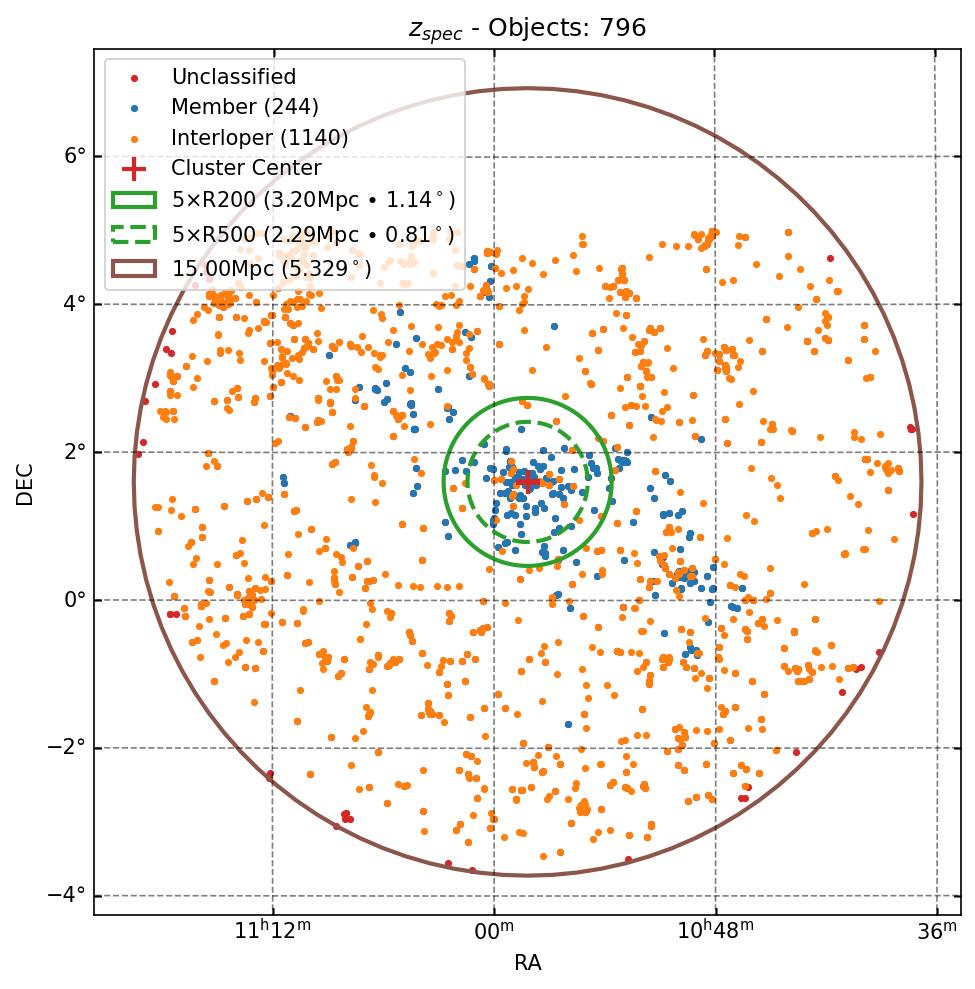 z_spec - Objects: 796
Unclassified
Member (244)
Interloper (1140)
Cluster Center
5×R200 (3.20Mpc • 1.14°)
5×R500 (2.29Mpc • 0.81°)
15.00Mpc (5.329°)
6°
4°
2°
0°
−2°
−4°
DEC
11h12m
00m
10h48m
36m
RA